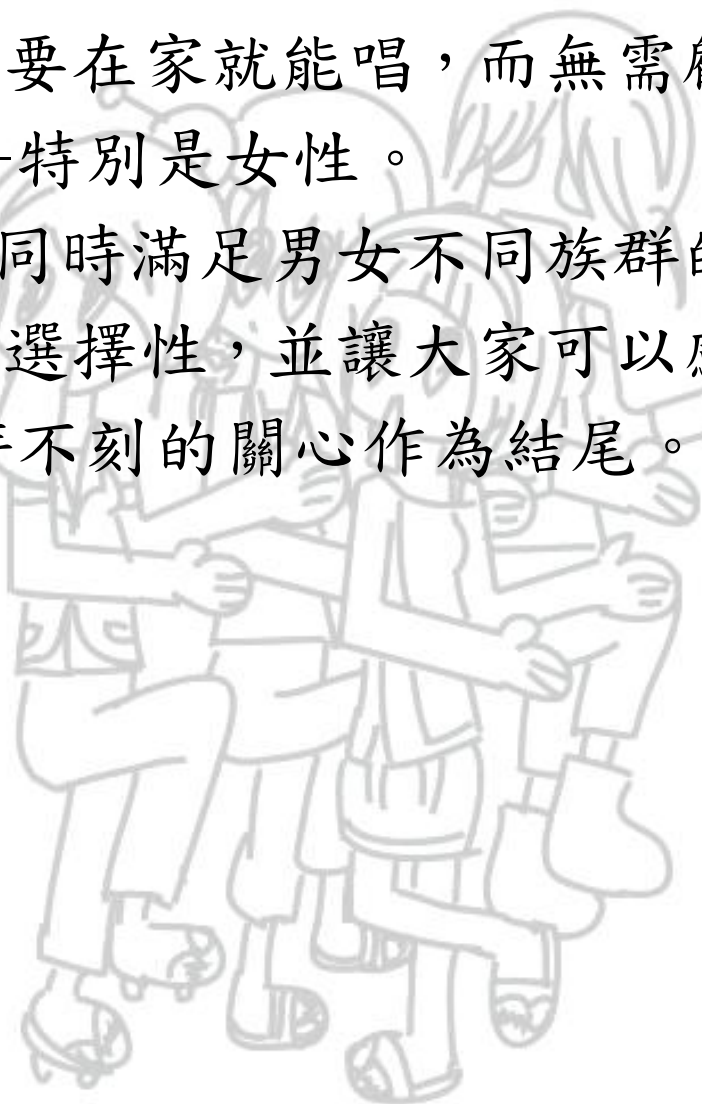 要在家就能唱，而無需
特別是女性。
同時滿足男女不同族群的
選擇性，並讓大家可以
不刻的關心作為結尾。